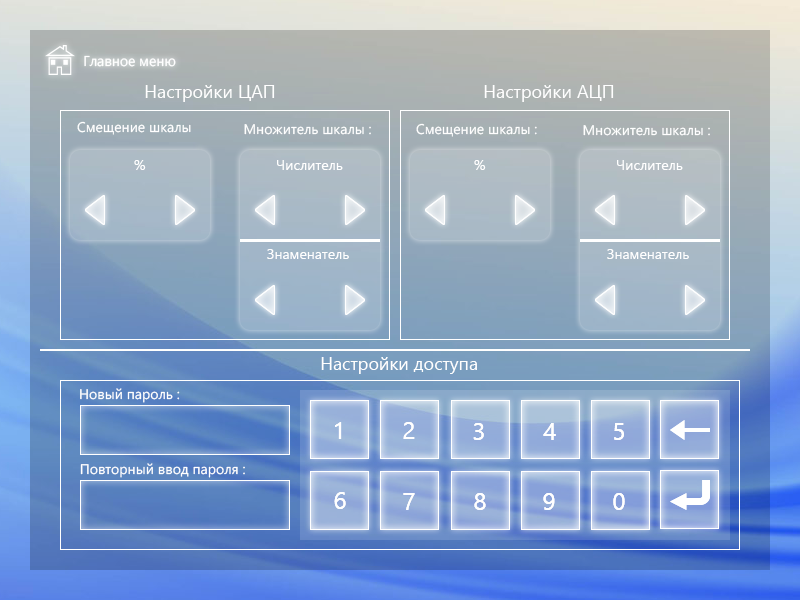 Главное меню
Настройки ЦАП
Настройки АЦП
Смещение шкалы
Множитель шкалы :
Смещение шкалы :
Множитель шкалы :
%
Числитель
%
Числитель
Знаменатель
Знаменатель
Настройки доступа
Новый пароль :
1 2 3 4 5
Повторный ввод пароля :
6 7 8 9 0